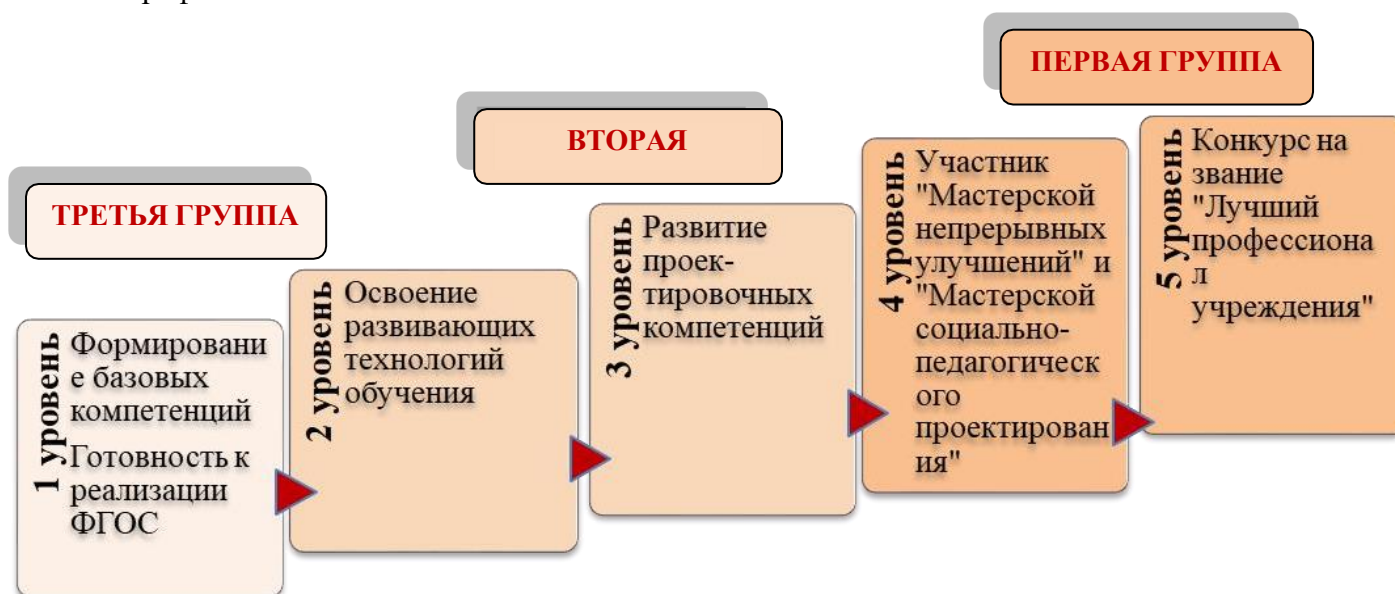 ПЕРВАЯ ГРУППА
ВТОРАЯ
ТРЕТЬЯ ГРУППА
1 уровень
Формировани
е базовых
компетенций
Готовность к
реализации
ФГОС
2 уровень
Освоение
развивающих
технологий
обучения
3 уровень
Развитие
проек-
тировочных
компетенций
4 уровень
Участник
"Мастерской
непрерывных
улучшений" и
"Мастерской
социально-
педагогическ
ого
проектирован
ия"
5 уровень
Конкурс на
звание
"Лучший
профессиона
л
учреждения"